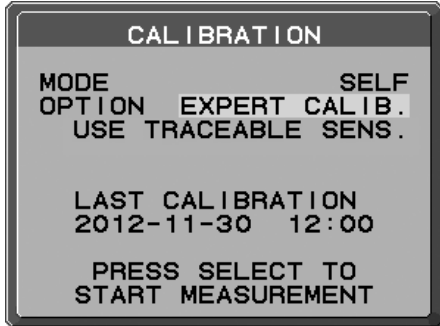 CALIBRATION
MODE SELF
OPTION EXPERT CALIB.
USE TRACEABLE SENS.
LAST CALIBRATION
2012-11-30 12:00
PRESS SELECT TO
START MEASUREMENT